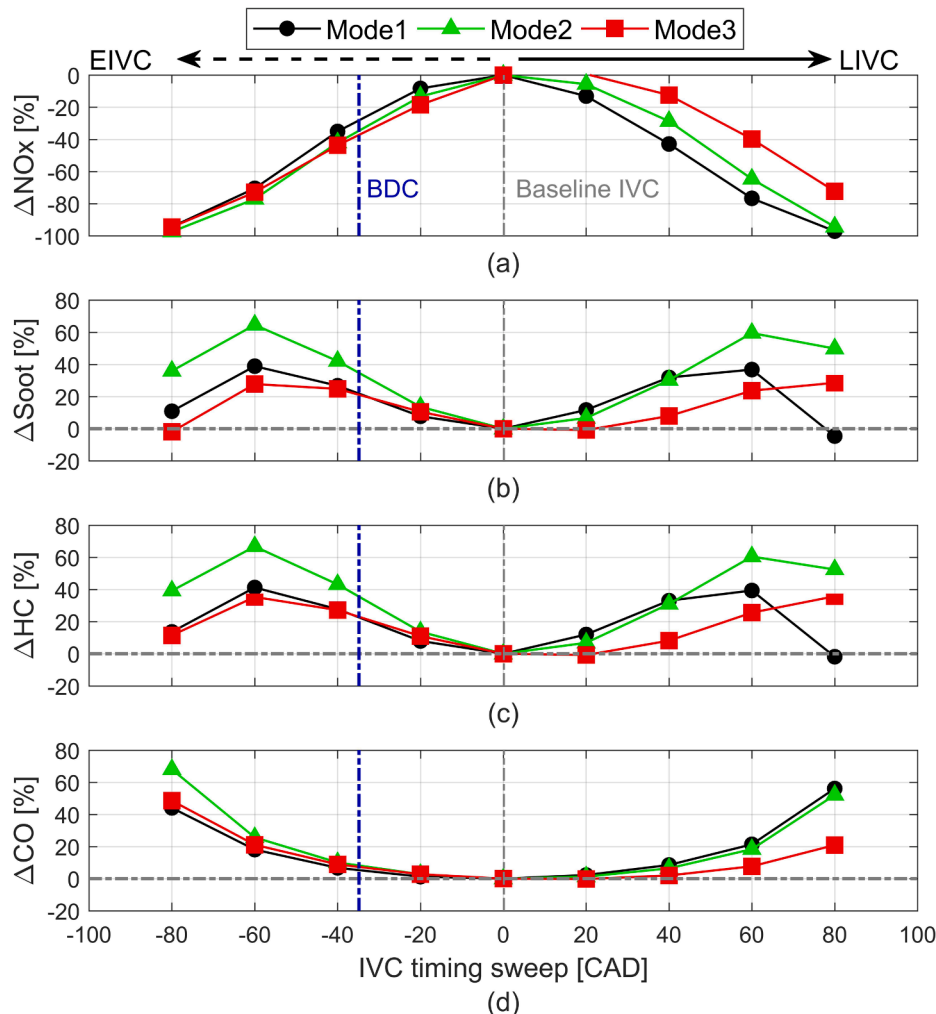 Mode1 Mode2 Mode3
EIVC LIVC
ΔNOx [%]
0
-20
-40
-60
-80
-100
BDC
Baseline IVC
(a)
ΔSoot [%]
80
60
40
20
0
-20
(b)
ΔHC [%]
80
60
40
20
0
-20
(c)
ΔCO [%]
80
60
40
20
0
-20
-100 -80 -60 -40 -20 0 20 40 60 80 100
IVC timing sweep [CAD]
(d)